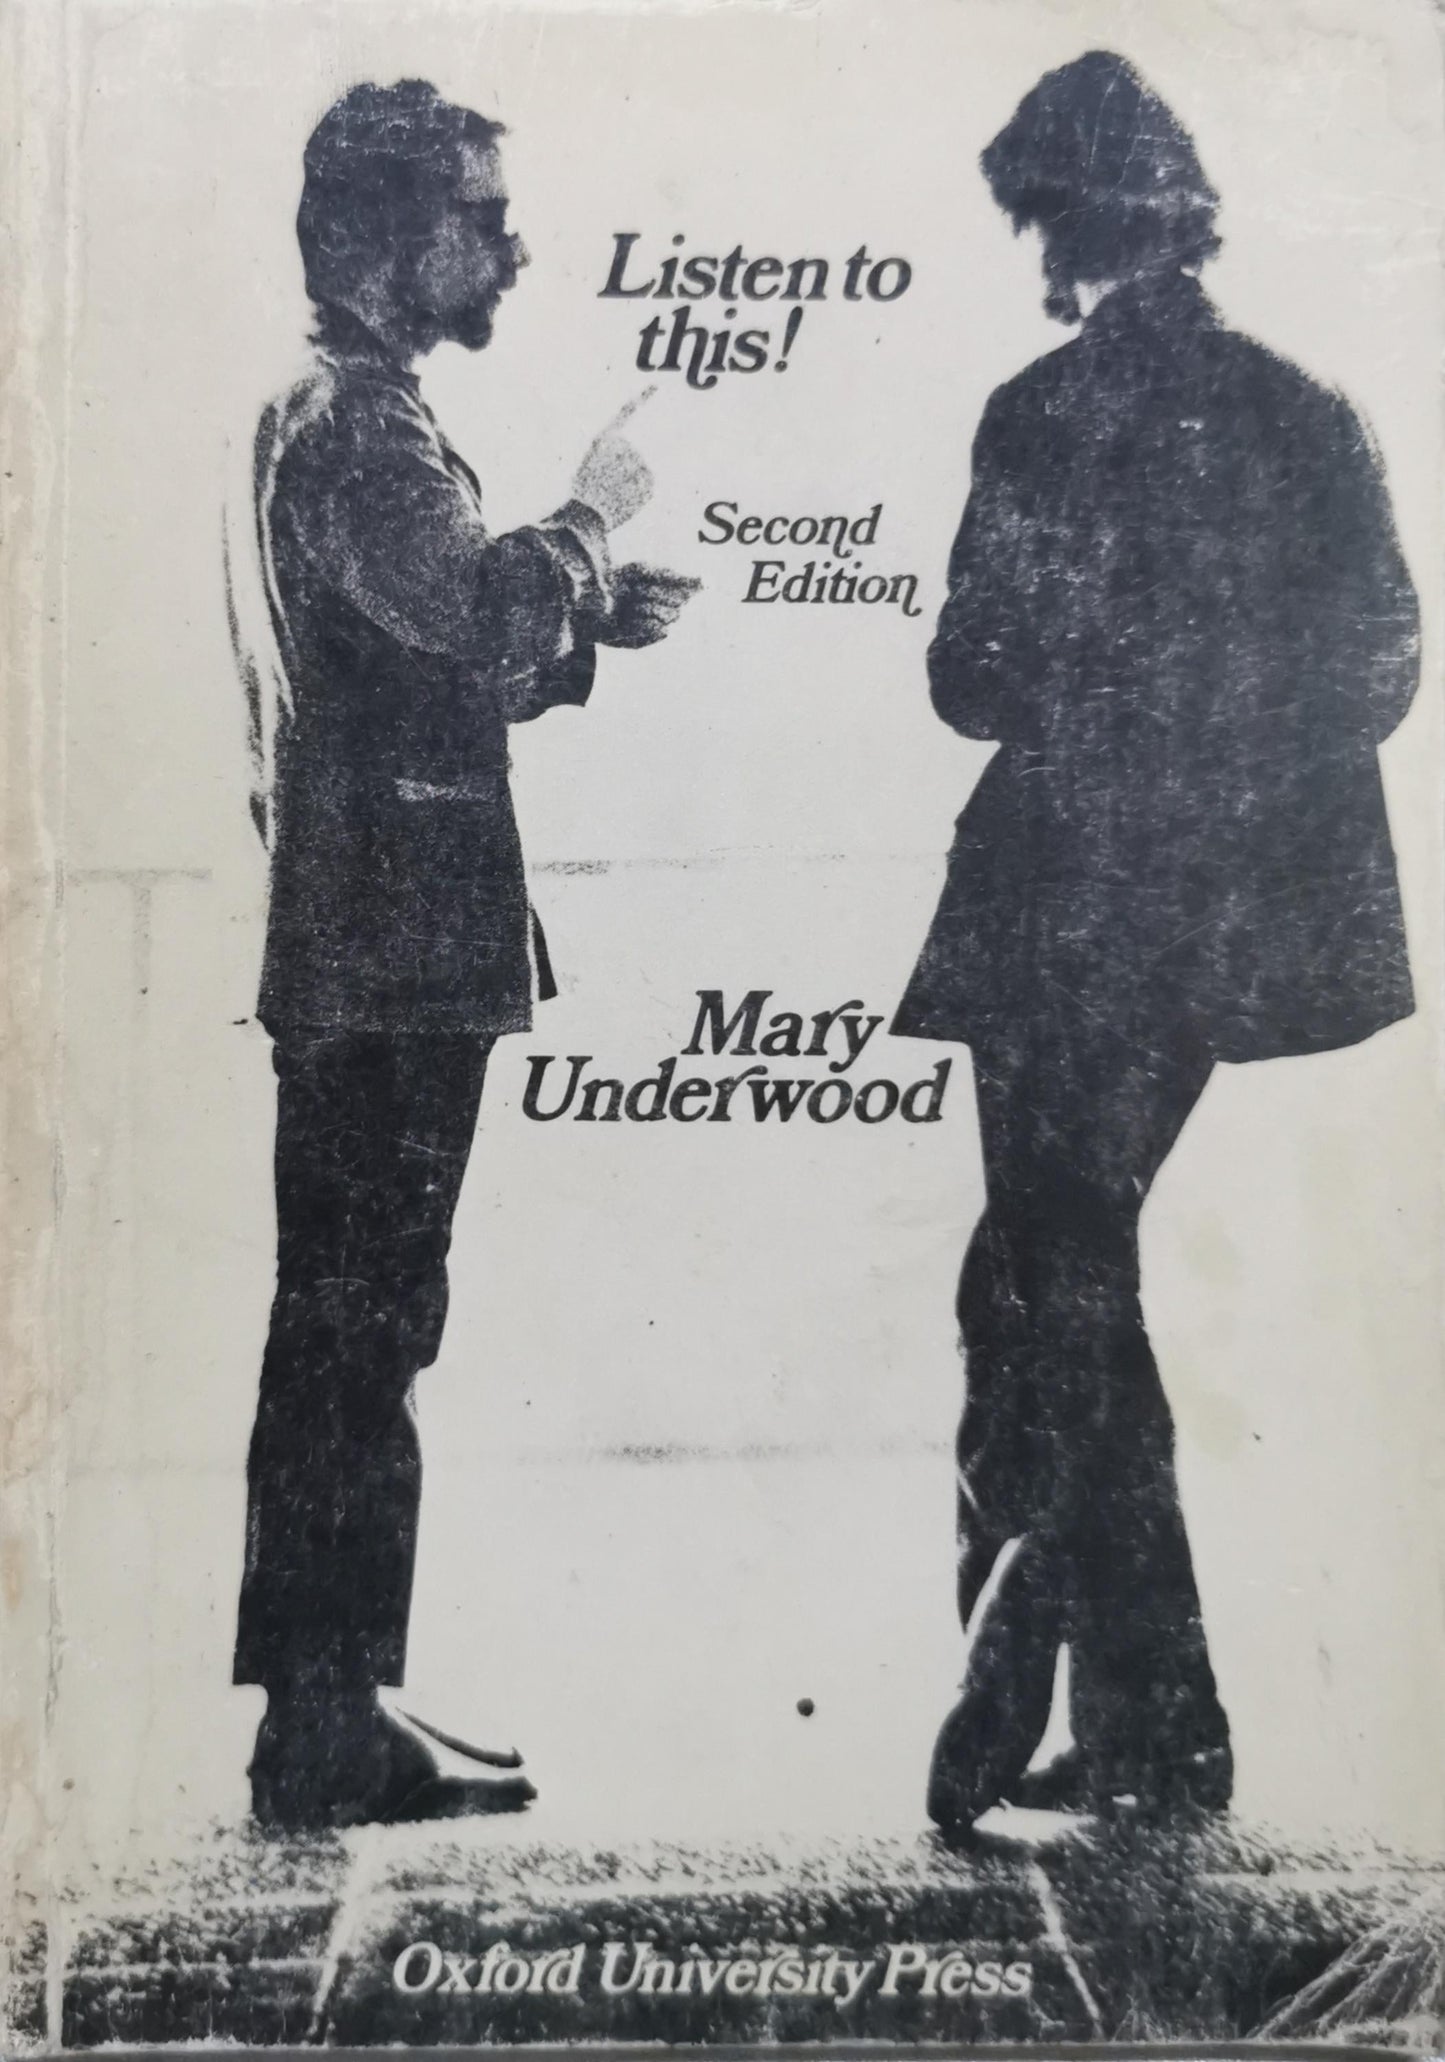 Listen to
this!
Second
Edition
Mary
Underwood
Oxford University Press